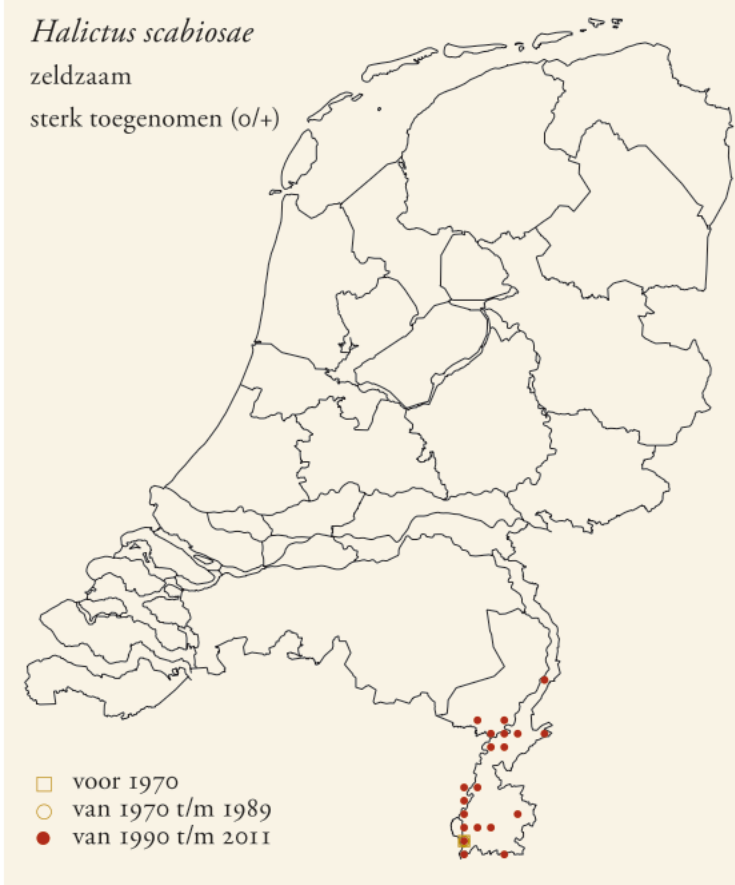 Halictus scabiosae
zeldzaam
sterk toegenomen (0/+)
voor 1970
van 1970 t/m 1989
van 1990 t/m 2011